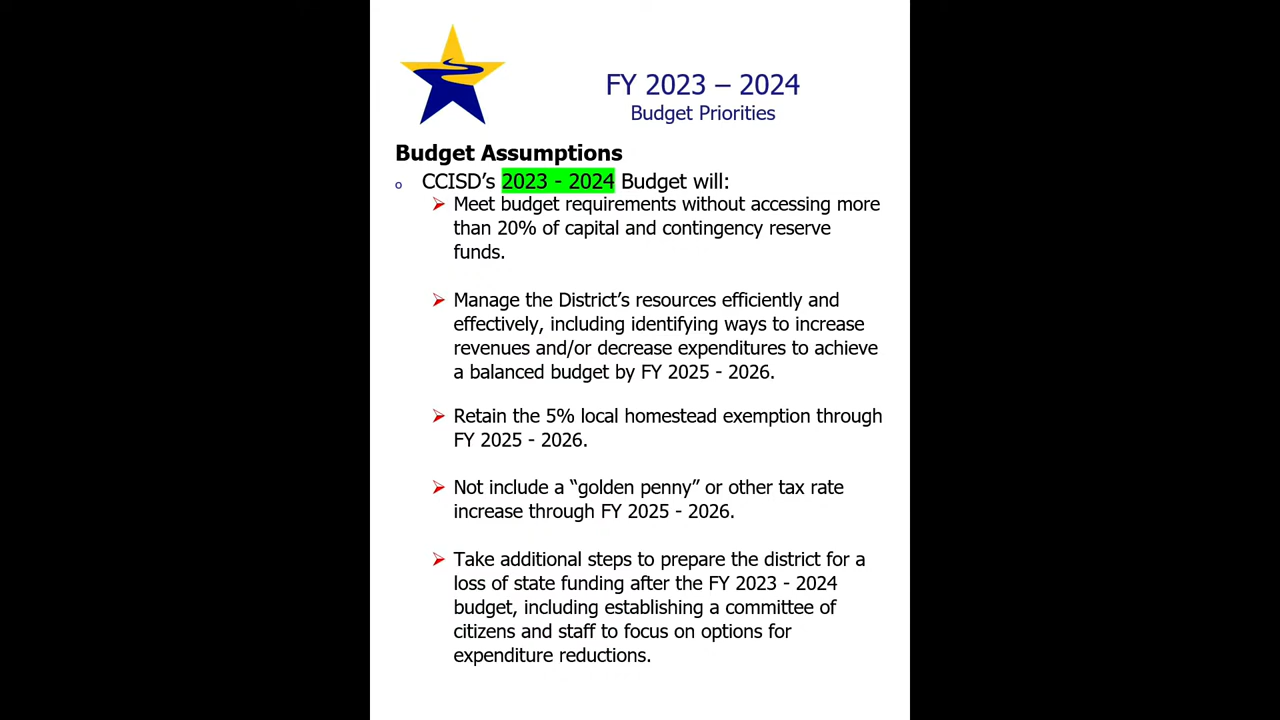 FY 2023 – 2024
Budget Priorities
Budget Assumptions
o CCISD’s 2023 - 2024 Budget will:
➢ Meet budget requirements without accessing more
than 20% of capital and contingency reserve
funds.
➢ Manage the District’s resources efficiently and
effectively, including identifying ways to increase
revenues and/or decrease expenditures to achieve
a balanced budget by FY 2025 - 2026.
➢ Retain the 5% local homestead exemption through
FY 2025 - 2026.
➢ Not include a “golden penny” or other tax rate
increase through FY 2025 - 2026.
➢ Take additional steps to prepare the district for a
loss of state funding after the FY 2023 - 2024
budget, including establishing a committee of
citizens and staff to focus on options for
expenditure reductions.